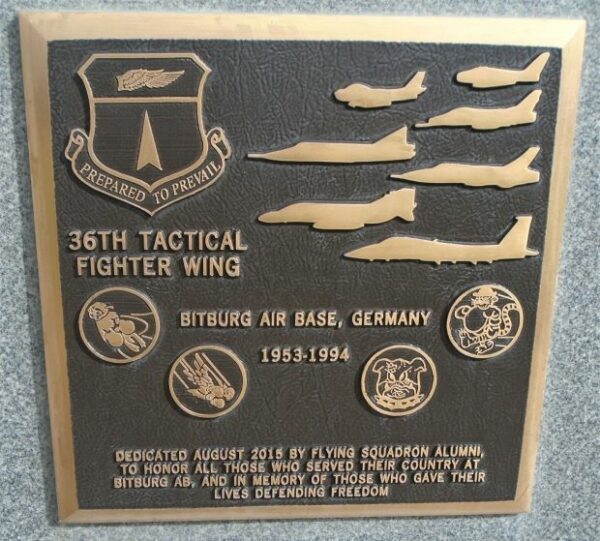 PREPARED TO PREVAIL
36TH TACTICAL
FIGHTER WING
BITBURG AIR BASE, GERMANY
1953-1994
DEDICATED AUGUST 2015 BY FLYING SQUADRON ALUMNI,
TO HONOR ALL THOSE WHO SERVED THEIR COUNTRY AT
BITBURG AB, AND IN MEMORY OF THOSE WHO GAVE THEIR
LIVES DEFENDING FREEDOM